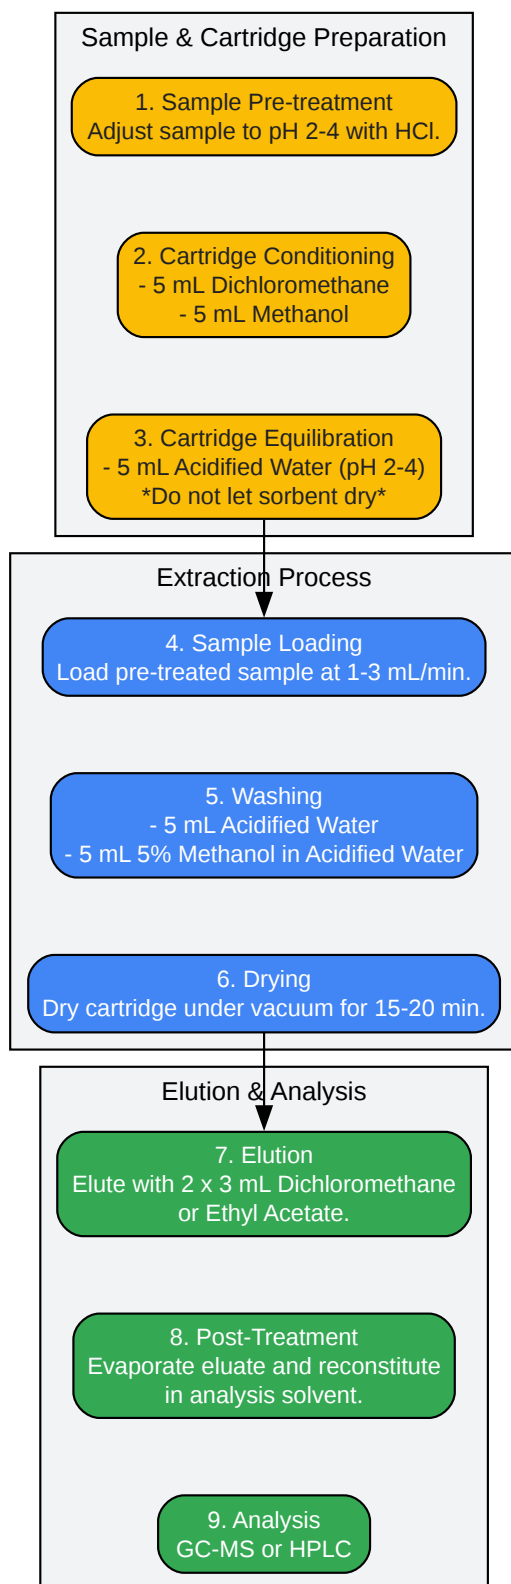 Sample & Cartridge Preparation
1. Sample Pre-treatment
Adjust sample to pH 2-4 with HCl.
2. Cartridge Conditioning
- 5 mL Dichloromethane
- 5 mL Methanol
3. Cartridge Equilibration
- 5 mL Acidified Water (pH 2-4)
*Do not let sorbent dry*
Extraction Process
4. Sample Loading
Load pre-treated sample at 1-3 mL/min.
5. Washing
- 5 mL Acidified Water
- 5 mL 5% Methanol in Acidified Water
6. Drying
Dry cartridge under vacuum for 15-20 min.
Elution & Analysis
7. Elution
Elute with 2 x 3 mL Dichloromethane
or Ethyl Acetate.
8. Post-Treatment
Evaporate eluate and reconstitute
in analysis solvent.
9. Analysis
GC-MS or HPLC